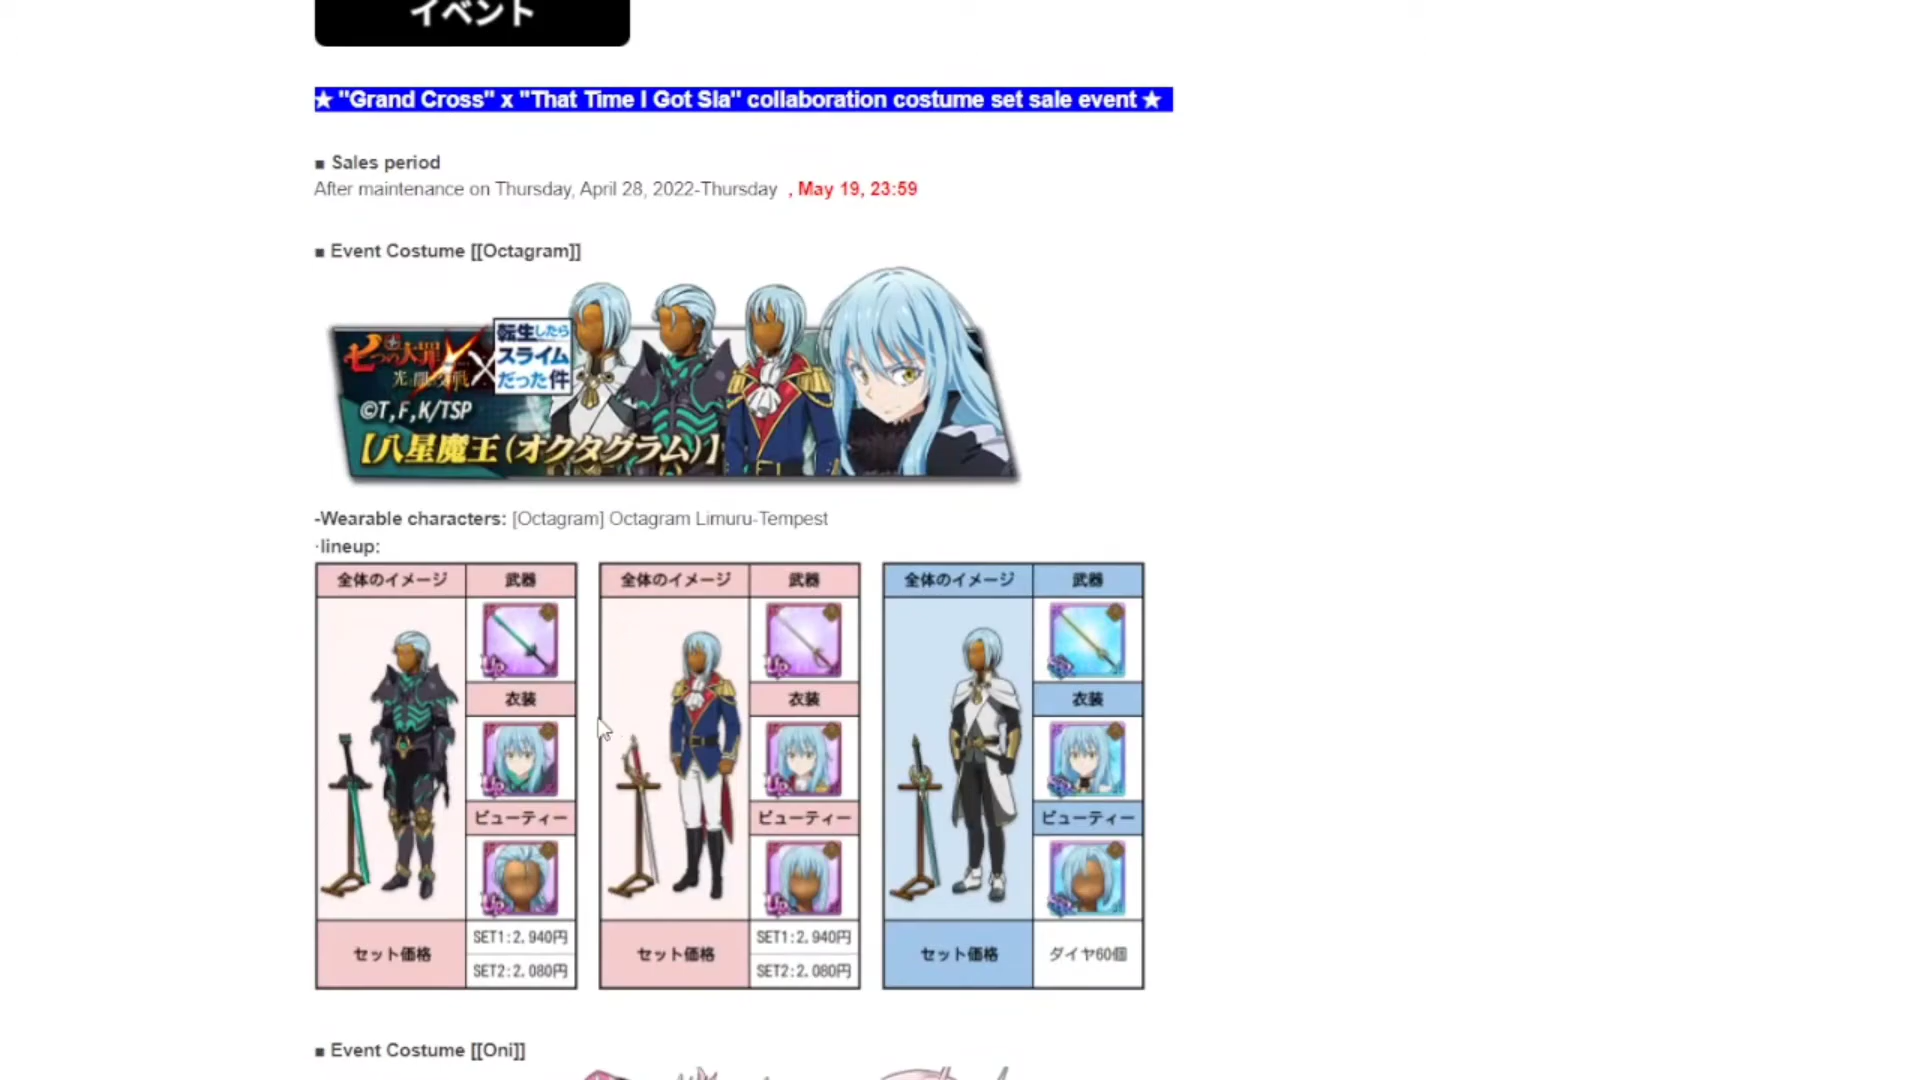 イベント
★ "Grand Cross" x "That Time I Got Sla" collaboration costume set sale event ★
■ Sales period
After maintenance on Thursday, April 28, 2022-Thursday , May 19, 23:59
■ Event Costume [[Octagram]]
七つの大罪
×
転生したら
スライム
だった件
©T,F,K/TSP
【八星魔王(オクタグラム)】
-Wearable characters: [Octagram] Octagram Limuru-Tempest
·lineup:
全体のイメージ 武器 全体のイメージ 武器 全体のイメージ 武器
衣装 衣装 衣装
ビューティー ビューティー ビューティー
セット価格 SET1:2,940円 セット価格 SET1:2,940円 セット価格 ダイヤ60個
SET2:2,080円 SET2:2,080円
■ Event Costume [[Oni]]